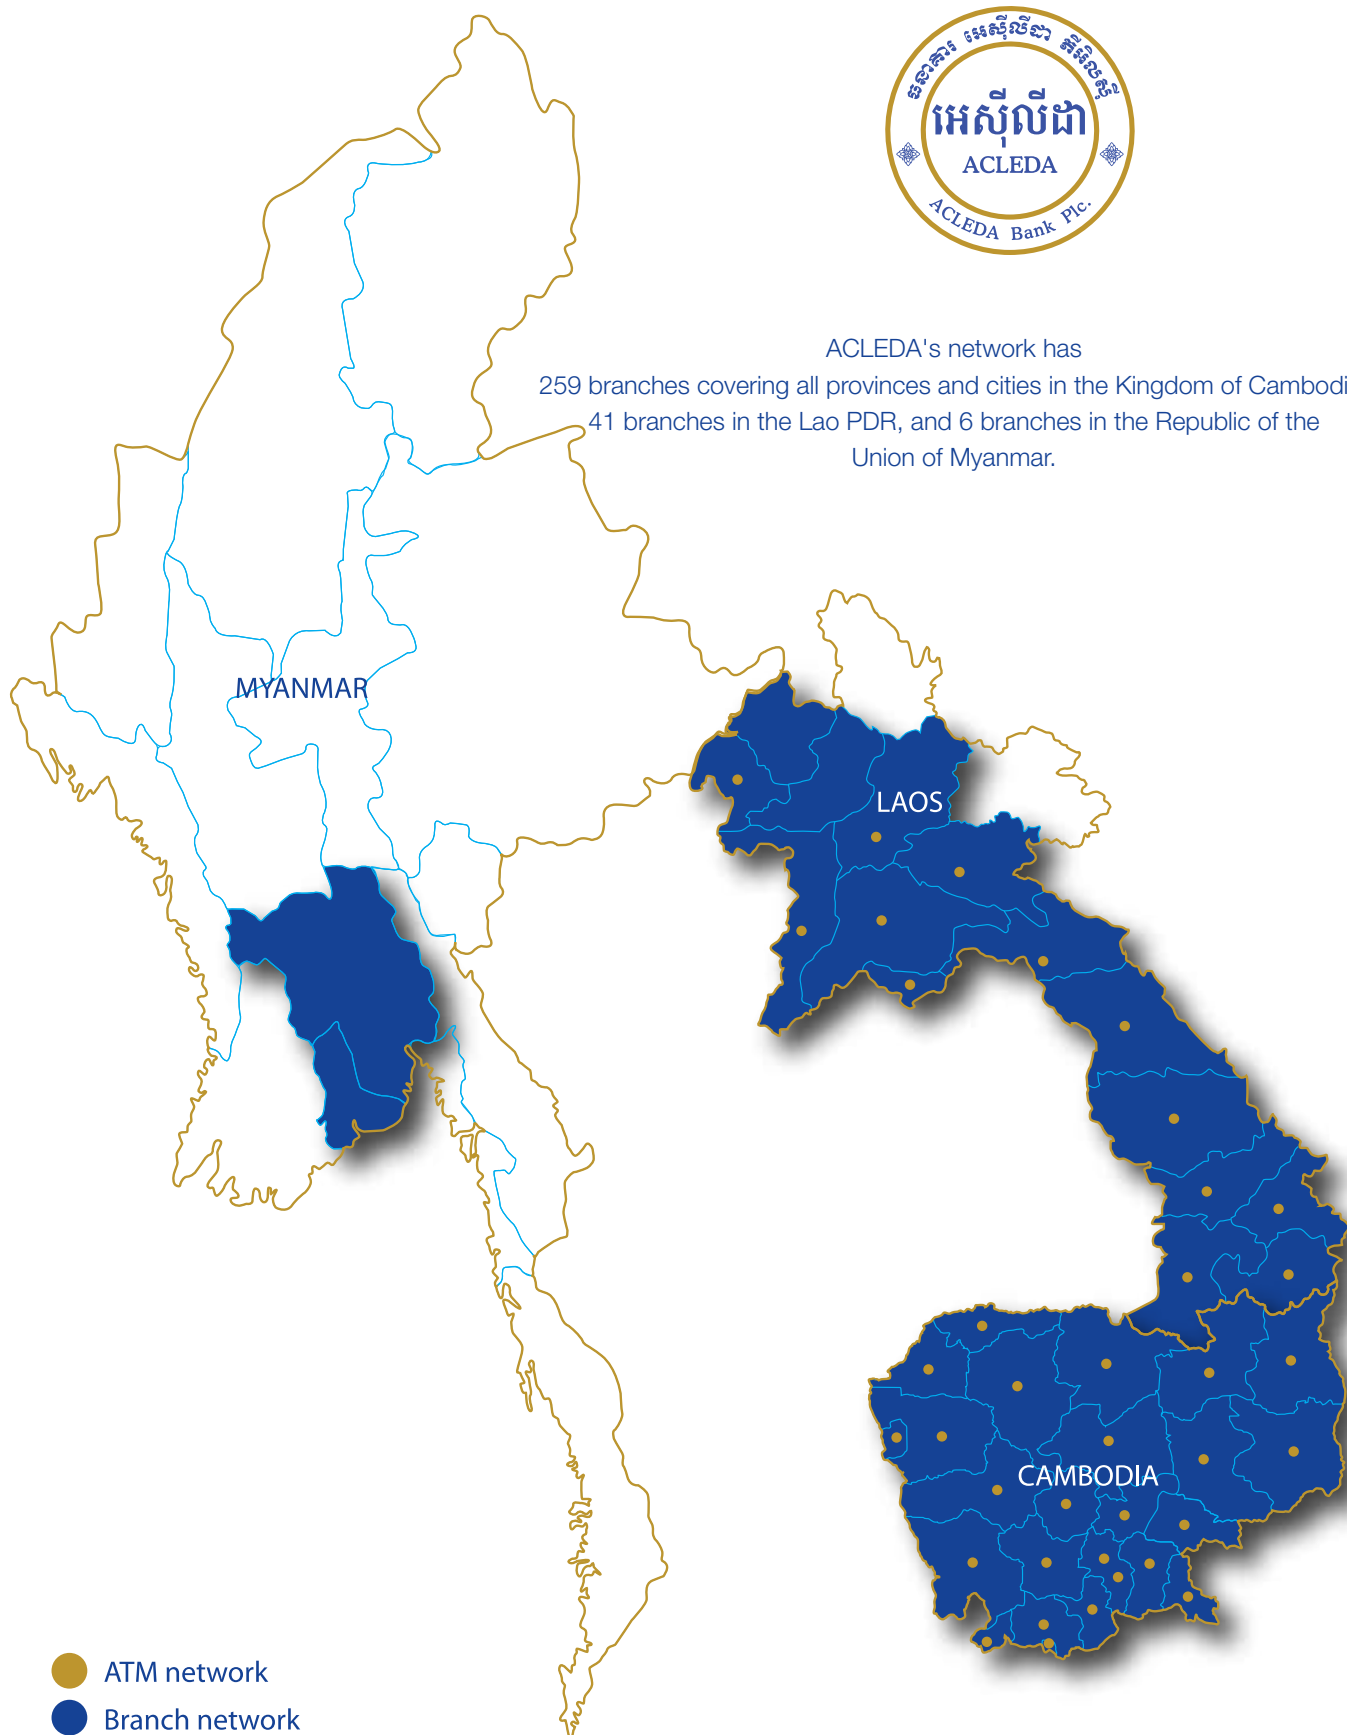 ធនាគារ អេស៊ីលីដា ភីអិលស៊ី
អេស៊ីលីដា
ACLEDA
ACLEDA Bank Plc.
ACLEDA's network has
259 branches covering all provinces and cities in the Kingdom of Cambodi
41 branches in the Lao PDR, and 6 branches in the Republic of the
Union of Myanmar.
MYANMAR
LAOS
CAMBODIA
ATM network
Branch network